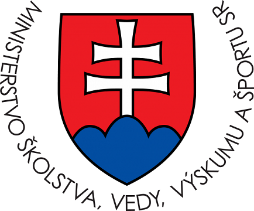 MINISTERSTVO ŠKOLSTVA, VEDY, VÝSKUMU A ŠPORTU SR